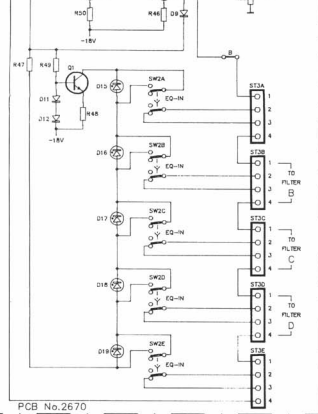 R50
R46 D9
-18V
B
R47 R49 Q1
SW2A
ST3A
D15
1
D11
EQ-IN
2
R48
3
D12
4
-18V
SW2B
ST3B
D16
1
EQ-IN
TO
2
FILTER
3
B
4
SW2C
ST3C
D17
1
EQ-IN
TO
2
FILTER
3
C
4
SW2D
ST3D
D18
1
EQ-IN
TO
2
FILTER
3
D
4
SW2E
ST3E
D19
1
EQ-IN
2
3
4
PCB No.2670